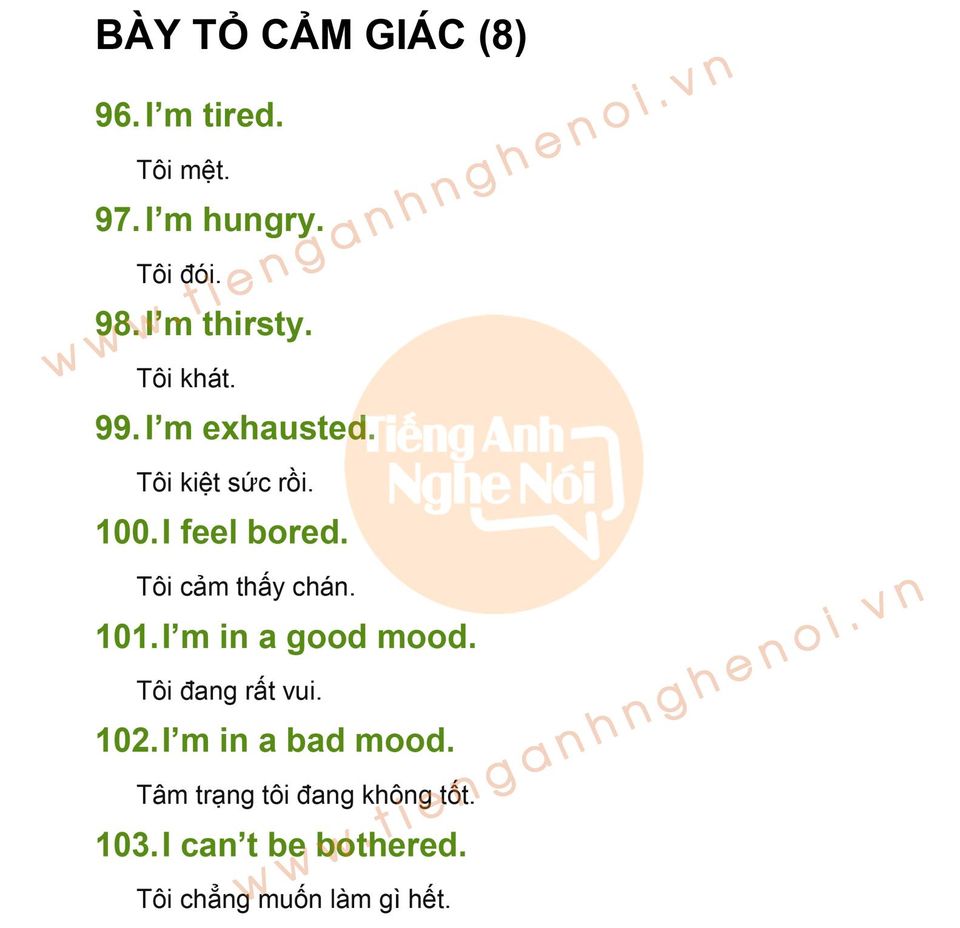 BÀY TỎ CẢM GIÁC (8)
96. I’m tired.
Tôi mệt.
97. I’m hungry.
Tôi đói.
98. I’m thirsty.
Tôi khát.
99. I’m exhausted.
Tôi kiệt sức rồi.
100. I feel bored.
Tôi cảm thấy chán.
101. I’m in a good mood.
Tôi đang rất vui.
102. I’m in a bad mood.
Tâm trạng tôi đang không tốt.
103. I can’t be bothered.
Tôi chẳng muốn làm gì hết.
www.tienganhnghenoi.vn
Tiếng Anh
Nghe Nói
www.tienganhnghenoi.vn